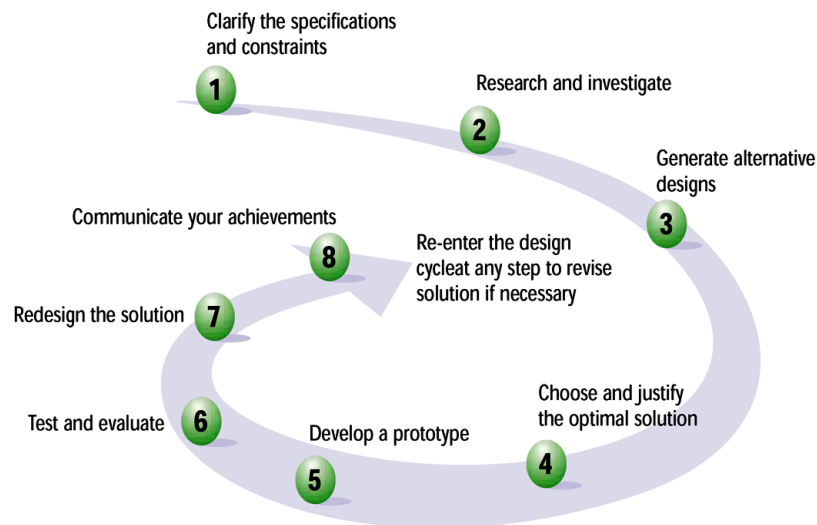 1
Clarify the specifications
and constraints
2
Research and investigate
3
Generate alternative
designs
4
Choose and justify
the optimal solution
5
Develop a prototype
6
Test and evaluate
7
Redesign the solution
8
Communicate your achievements
Re-enter the design
cycleat any step to revise
solution if necessary